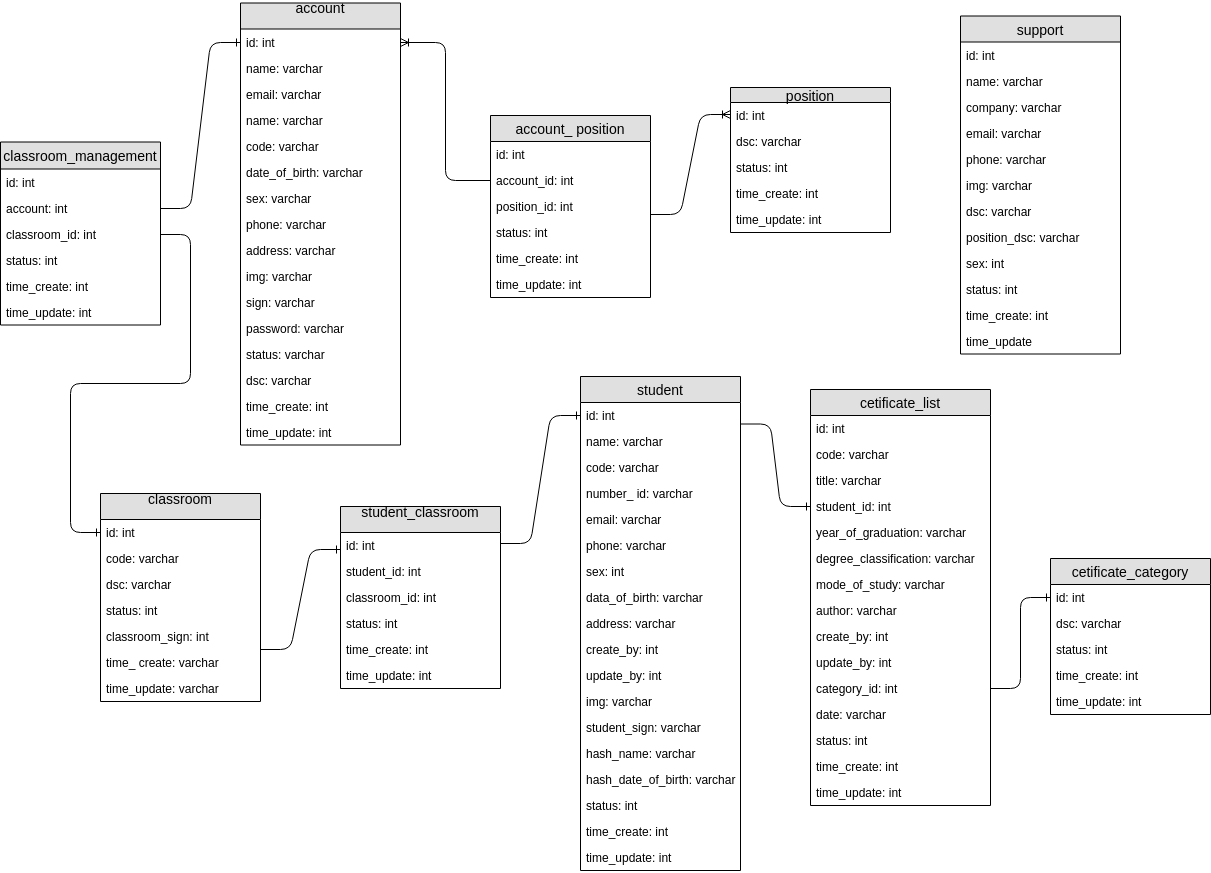 account
id: int
name: varchar
email: varchar
name: varchar
code: varchar
date_of_birth: varchar
sex: varchar
phone: varchar
address: varchar
img: varchar
sign: varchar
password: varchar
status: varchar
dsc: varchar
time_create: int
time_update: int
support
id: int
name: varchar
company: varchar
email: varchar
phone: varchar
img: varchar
dsc: varchar
position_dsc: varchar
sex: int
status: int
time_create: int
time_update
position
id: int
dsc: varchar
status: int
time_create: int
time_update: int
account_ position
id: int
account_id: int
position_id: int
status: int
time_create: int
time_update: int
classroom_management
id: int
account: int
classroom_id: int
status: int
time_create: int
time_update: int
student
id: int
name: varchar
code: varchar
number_ id: varchar
email: varchar
phone: varchar
sex: int
data_of_birth: varchar
address: varchar
create_by: int
update_by: int
img: varchar
student_sign: varchar
hash_name: varchar
hash_date_of_birth: varchar
status: int
time_create: int
time_update: int
cetificate_list
id: int
code: varchar
title: varchar
student_id: int
year_of_graduation: varchar
degree_classification: varchar
mode_of_study: varchar
author: varchar
create_by: int
update_by: int
category_id: int
date: varchar
status: int
time_create: int
time_update: int
classroom
id: int
code: varchar
dsc: varchar
status: int
classroom_sign: int
time_ create: varchar
time_update: varchar
student_classroom
id: int
student_id: int
classroom_id: int
status: int
time_create: int
time_update: int
cetificate_category
id: int
dsc: varchar
status: int
time_create: int
time_update: int